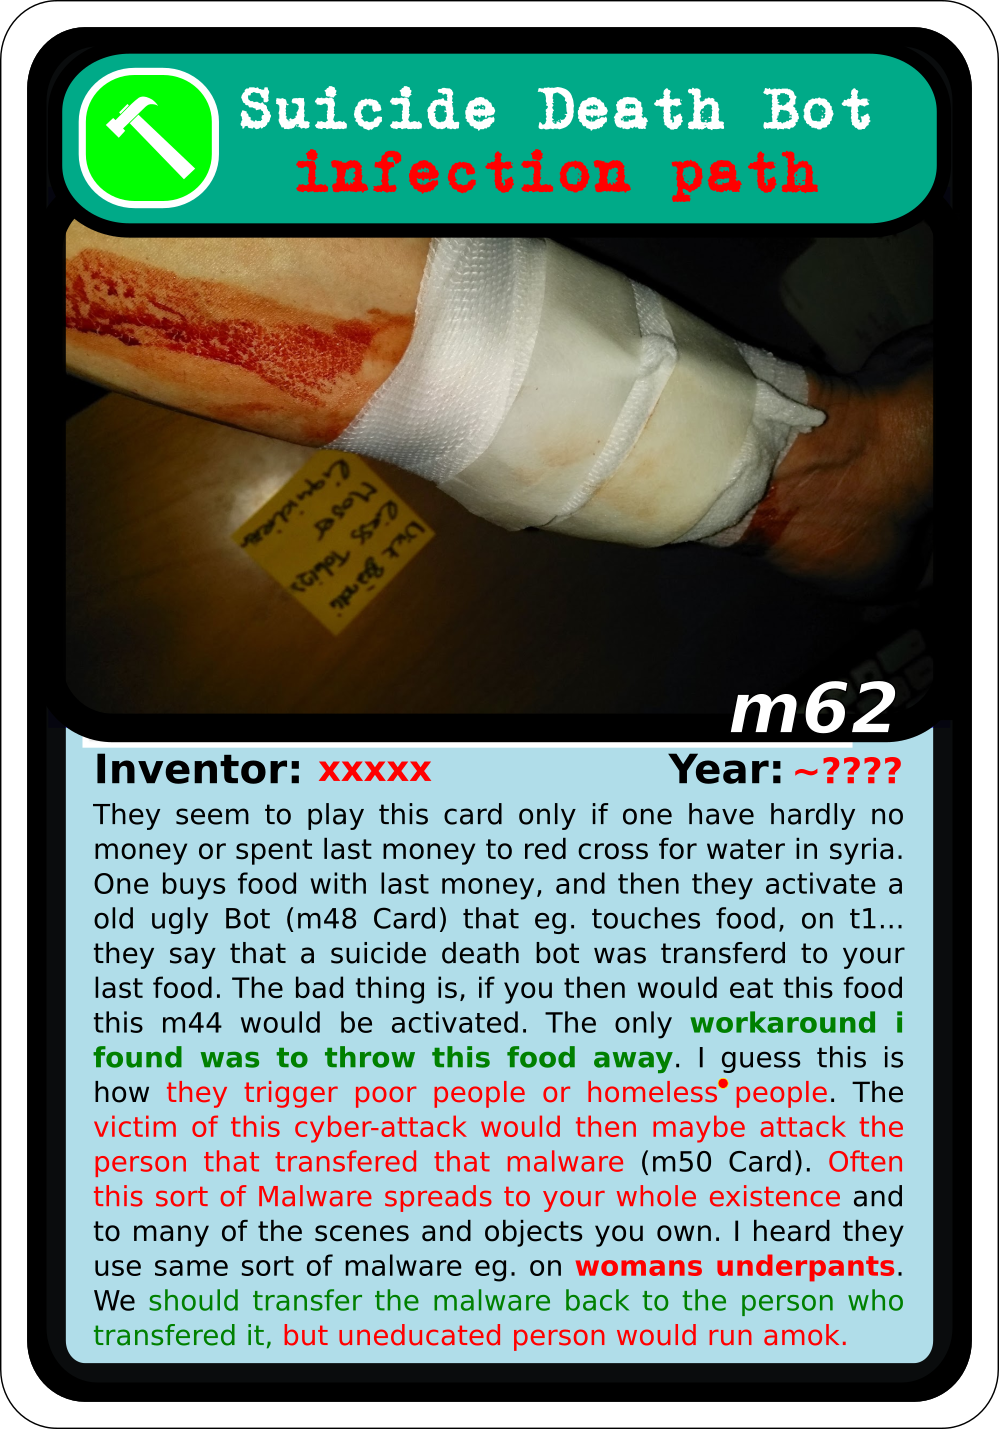 Suicide Death Bot
infection path
m62
Inventor: xxxxx Year: ~????
They seem to play this card only if one have hardly no
money or spent last money to red cross for water in syria.
One buys food with last money, and then they activate a
old ugly Bot (m48 Card) that eg. touches food, on t1...
they say that a suicide death bot was transferd to your
last food. The bad thing is, if you then would eat this food
this m44 would be activated. The only workaround i
found was to throw this food away. I guess this is
how they trigger poor people or homeless people. The
victim of this cyber-attack would then maybe attack the
person that transfered that malware (m50 Card). Often
this sort of Malware spreads to your whole existence and
to many of the scenes and objects you own. I heard they
use same sort of malware eg. on womans underpants.
We should transfer the malware back to the person who
transfered it, but uneducated person would run amok.